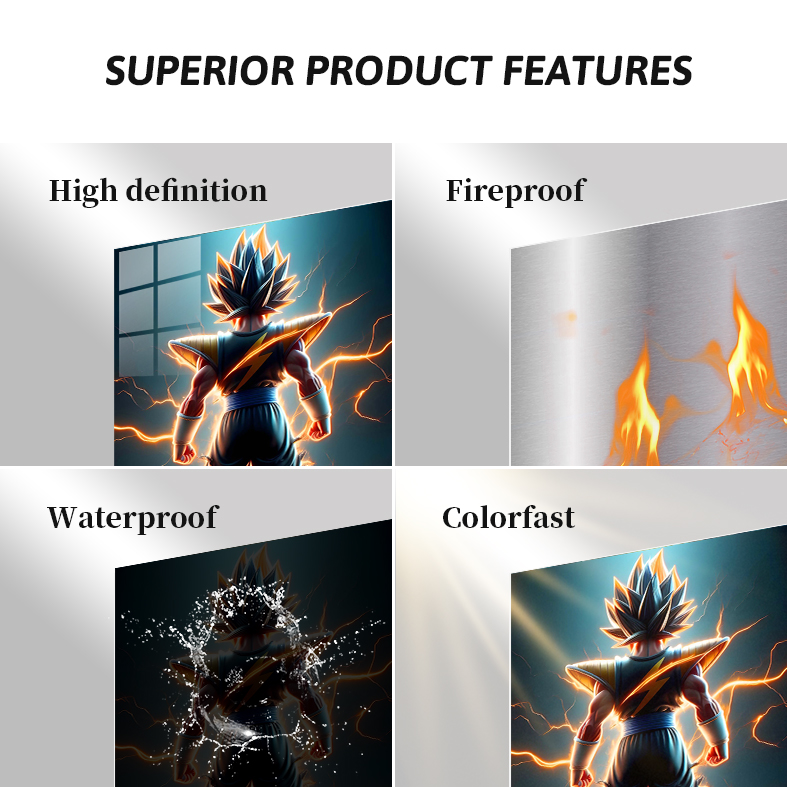 SUPERIOR PRODUCT FEATURES
High definition
Fireproof
Waterproof
Colorfast